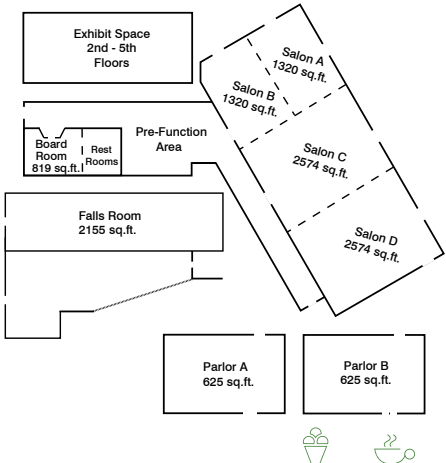 Exhibit Space
2nd - 5th
Floors
Salon A
1320 sq.ft.
Salon B
1320 sq.ft.
Pre-Function
Area
Board
Room
819 sq.ft.
Rest
Rooms
Salon C
2574 sq.ft.
Falls Room
2155 sq.ft.
Salon D
2574 sq.ft.
Parlor A
625 sq.ft.
Parlor B
625 sq.ft.